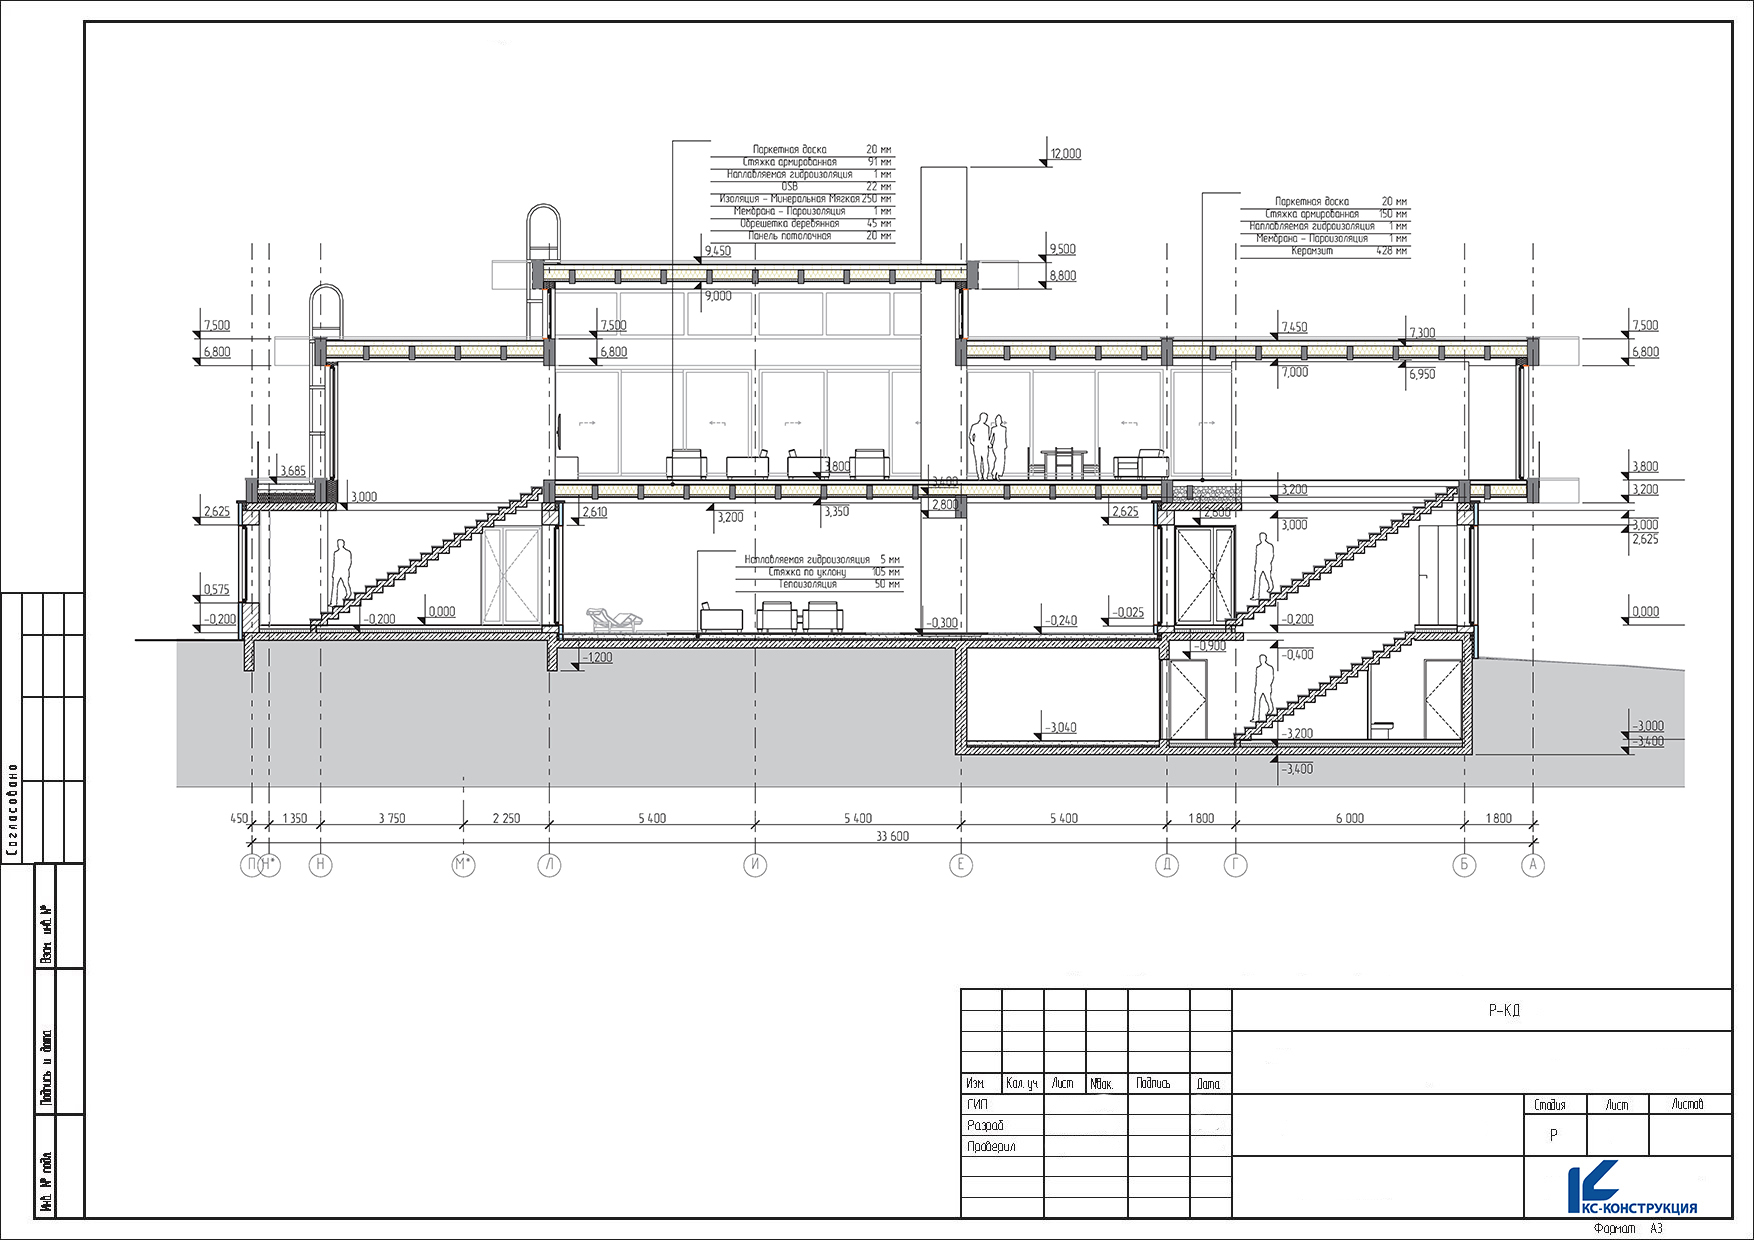 12,000
Паркетная доска 20 мм
Стяжка армированная 91 мм
Наплавляемая гидроизоляция 1 мм
OSB 22 мм
Изоляция - Минеральная Мягкая 250 мм
Мембрана - Пароизоляция 1 мм
Обрешетка деревянная 45 мм
Панель потолочная 20 мм
Паркетная доска 20 мм
Стяжка армированная 150 мм
Наплавляемая гидроизоляция 1 мм
Мембрана - Пароизоляция 1 мм
Керамзит 428 мм
9,450
9,500
8,800
9,000
7,500
6,800
7,500
6,800
7,450
7,300
7,500
6,800
7,000
6,950
3,685
3,800
3,400
3,800
3,200
3,000
3,200
3,200
2,625
2,610
3,200
3,350
2,800
2,625
2,800
3,000
3,000
2,625
Наплавляемая гидроизоляция 5 мм
Стяжка по уклону 105 мм
Тепоизоляция 50 мм
0,575
-0,200
-0,200
0,000
-0,300
-0,240
-0,025
-0,200
0,000
-1,200
-0,900
-0,400
-3,040
-3,200
-3,400
-3,000
-3,400
450
1 350
3 750
2 250
5 400
5 400
5 400
1 800
6 000
1 800
33 600
П
Н*
Н
М*
Л
И
Е
Д
Г
Б
А
Согласовано
Взам. инв. №
Подпись и дата
Инв. № подл.
Р-КД
Изм.
Кол. уч
Лист
№док.
Подпись
Дата
ГИП
Разраб
Проверил
Стадия
Лист
Листов
Р
КС-КОНСТРУКЦИЯ
Формат А3